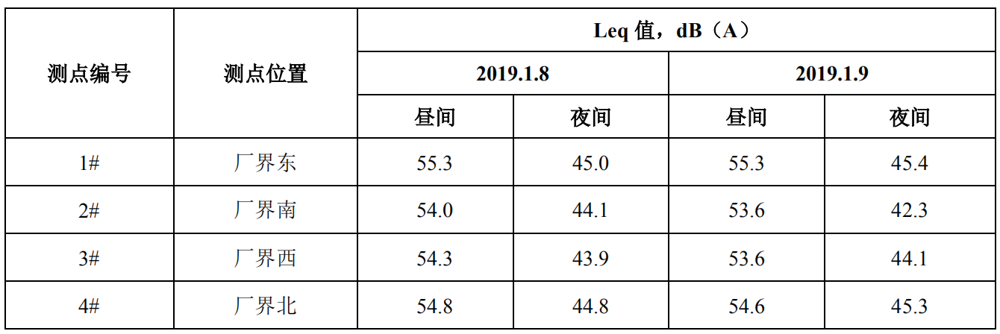 测点编号 测点位置 Leq 值，dB（A）
2019.1.8 2019.1.9
昼间 夜间 昼间 夜间
1# 厂界东 55.3 45.0 55.3 45.4
2# 厂界南 54.0 44.1 53.6 42.3
3# 厂界西 54.3 43.9 53.6 44.1
4# 厂界北 54.8 44.8 54.6 45.3